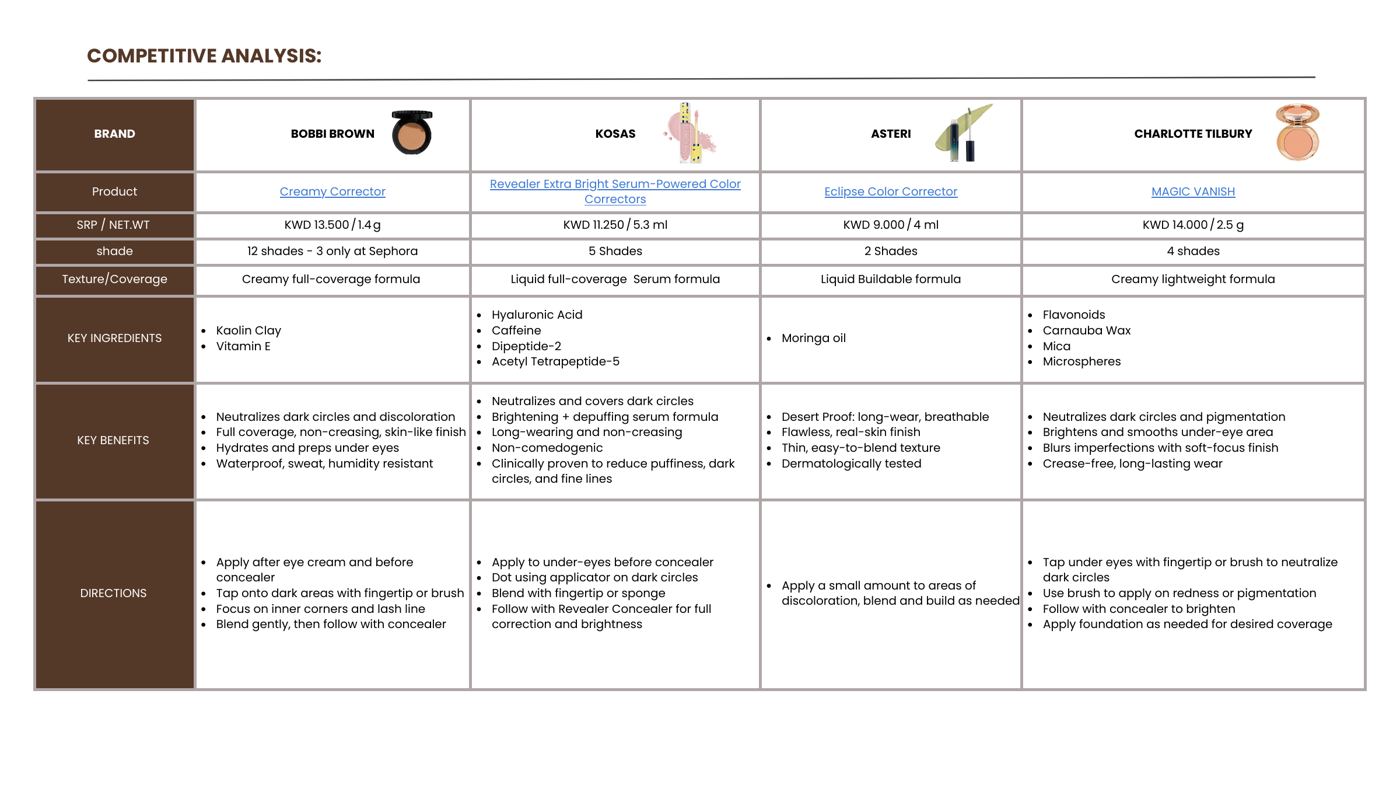 COMPETITIVE ANALYSIS:
BRAND
BOBBI BROWN
KOSAS
ASTERI
CHARLOTTE TILBURY
Product
Creamy Corrector
Revealer Extra Bright Serum-Powered Color
Correctors
Eclipse Color Corrector
MAGIC VANISH
SRP / NET.WT
KWD 13.500 / 1.4 g
KWD 11.250 / 5.3 ml
KWD 9.000 / 4 ml
KWD 14.000 / 2.5 g
shade
12 shades - 3 only at Sephora
5 Shades
2 Shades
4 shades
Texture/Coverage
Creamy full-coverage formula
Liquid full-coverage Serum formula
Liquid Buildable formula
Creamy lightweight formula
KEY INGREDIENTS
• Kaolin Clay
• Vitamin E
• Hyaluronic Acid
• Caffeine
• Dipeptide-2
• Acetyl Tetrapeptide-5
• Moringa oil
• Flavonoids
• Carnauba Wax
• Mica
• Microspheres
KEY BENEFITS
• Neutralizes dark circles and discoloration
• Full coverage, non-creasing, skin-like finish
• Hydrates and preps under eyes
• Waterproof, sweat, humidity resistant
• Neutralizes and covers dark circles
• Brightening + depuffing serum formula
• Long-wearing and non-creasing
• Non-comedogenic
• Clinically proven to reduce puffiness, dark
circles, and fine lines
• Desert Proof: long-wear, breathable
• Flawless, real-skin finish
• Thin, easy-to-blend texture
• Dermatologically tested
• Neutralizes dark circles and pigmentation
• Brightens and smooths under-eye area
• Blurs imperfections with soft-focus finish
• Crease-free, long-lasting wear
DIRECTIONS
• Apply after eye cream and before
concealer
• Tap onto dark areas with fingertip or brush
• Focus on inner corners and lash line
• Blend gently, then follow with concealer
• Apply to under-eyes before concealer
• Dot using applicator on dark circles
• Blend with fingertip or sponge
• Follow with Revealer Concealer for full
correction and brightness
• Apply a small amount to areas of
discoloration, blend and build as needed
• Tap under eyes with fingertip or brush to neutralize
dark circles
• Use brush to apply on redness or pigmentation
• Follow with concealer to brighten
• Apply foundation as needed for desired coverage